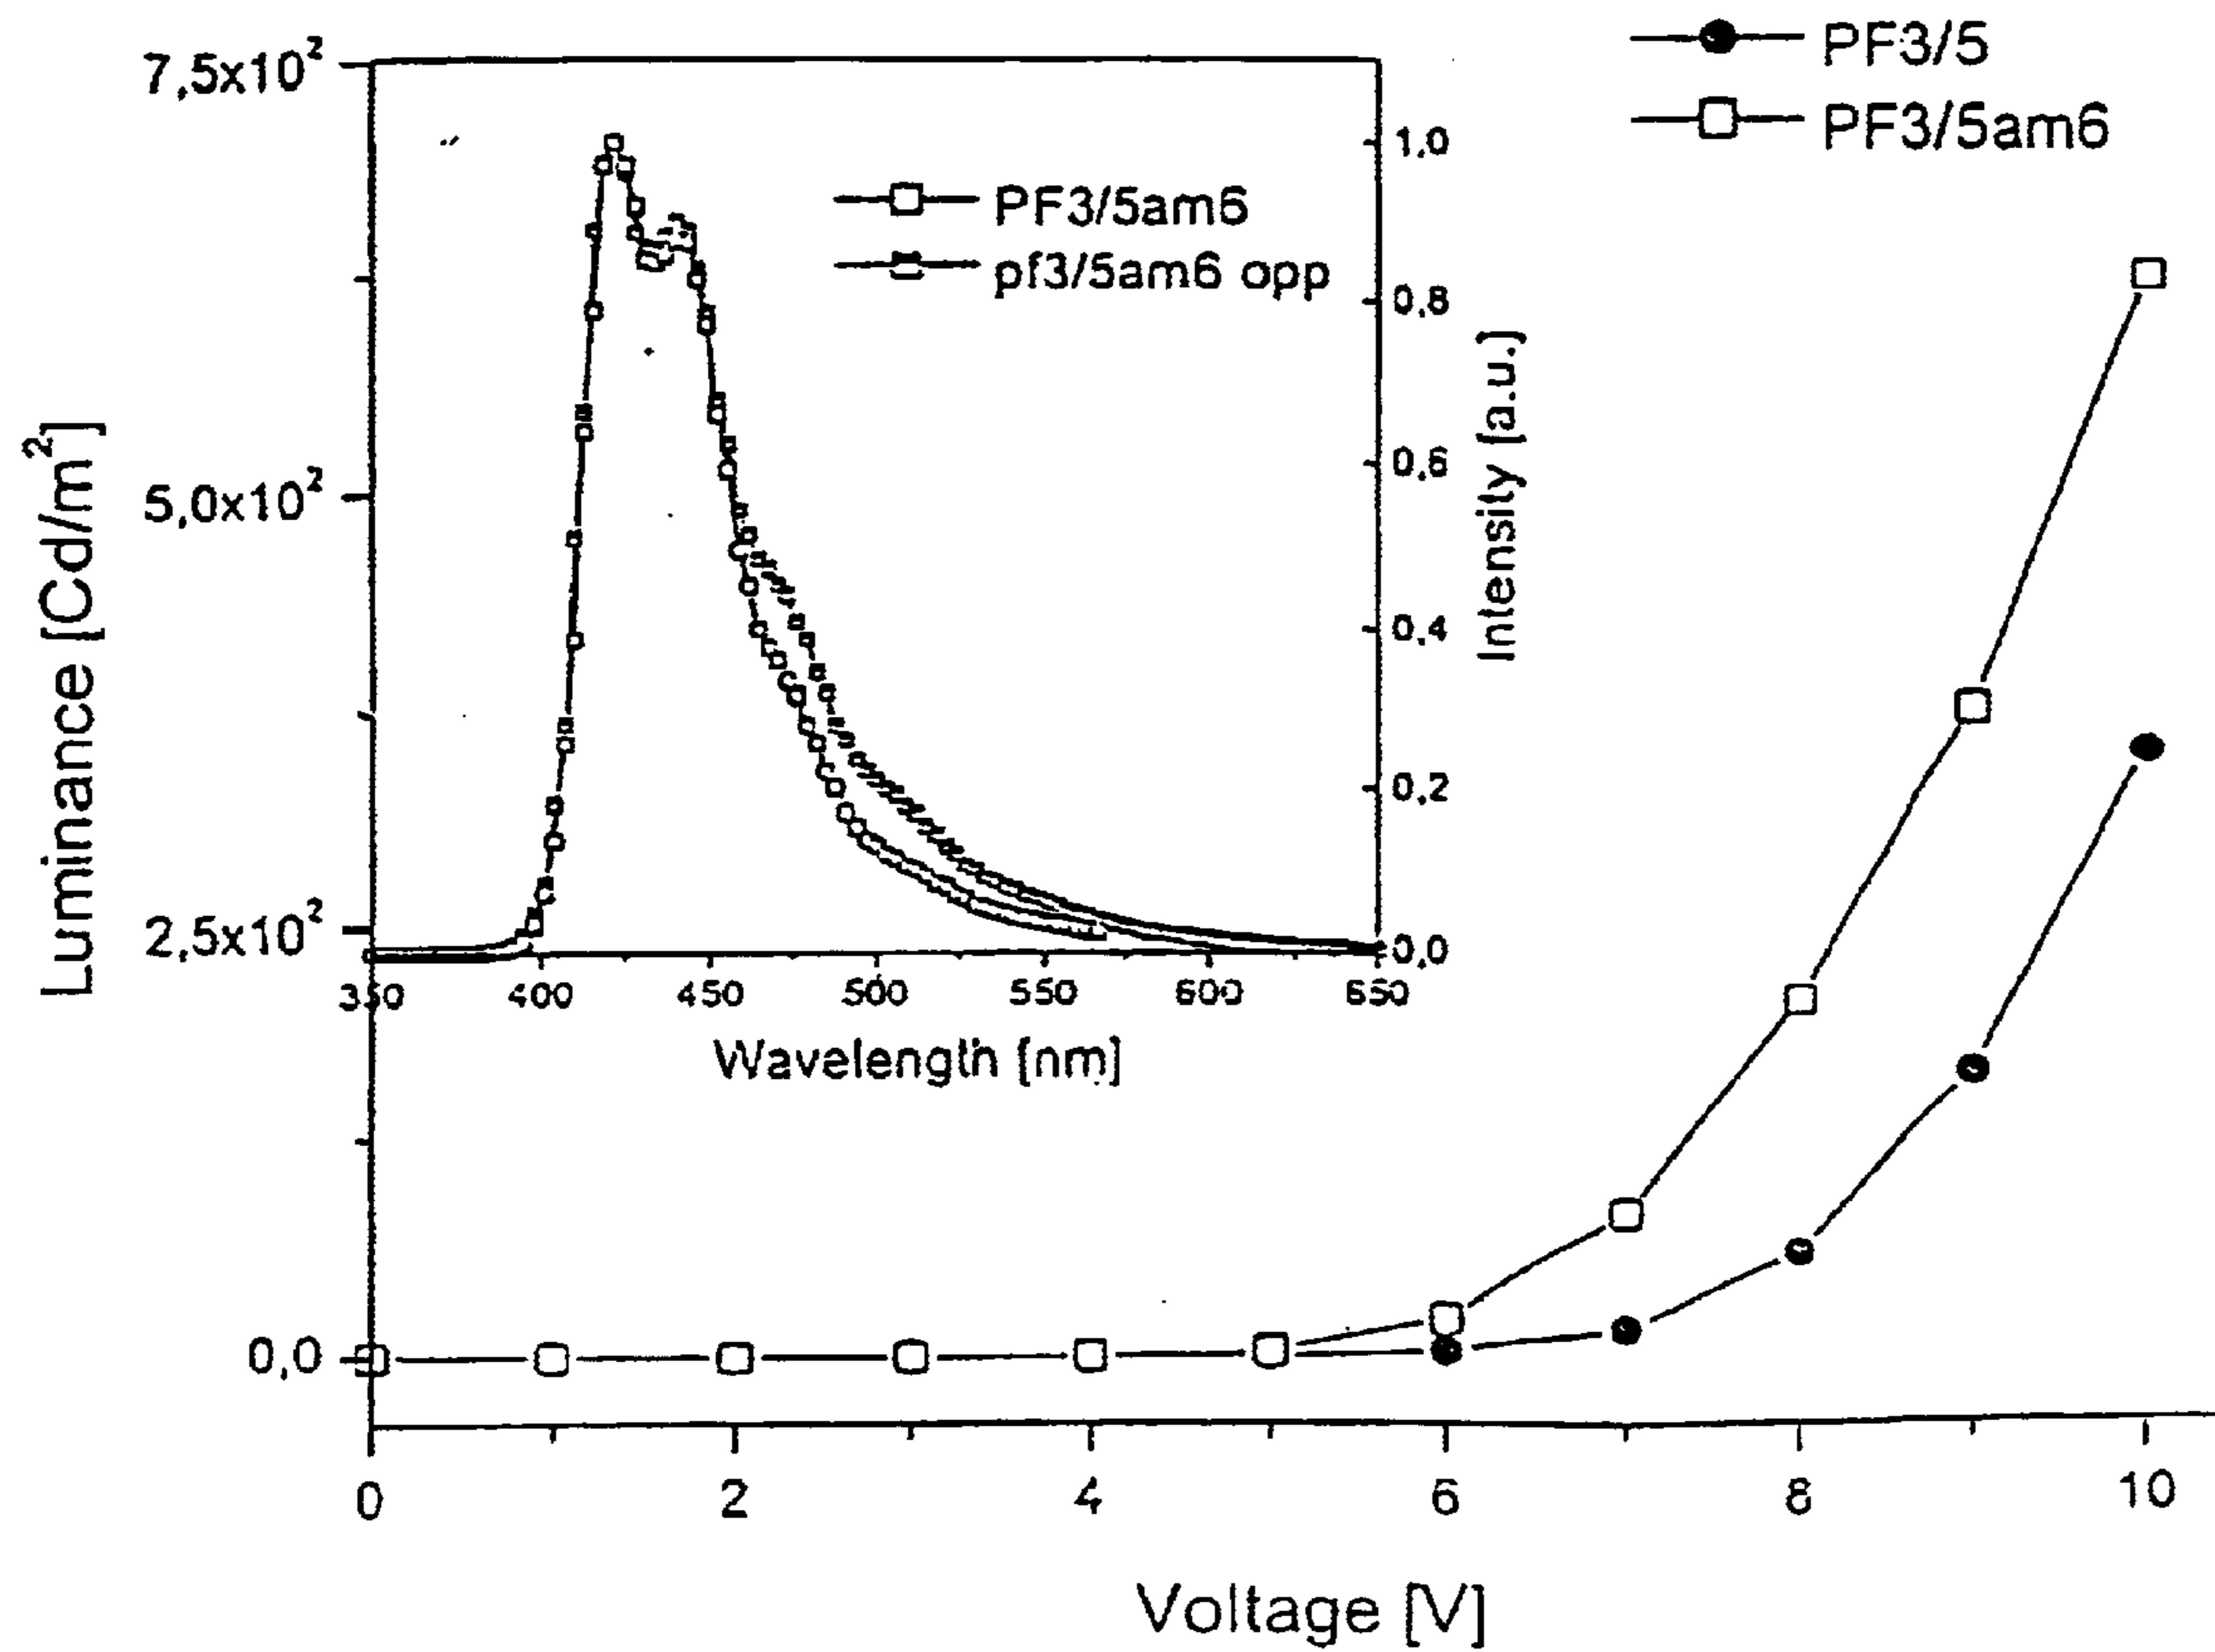 PF3/5
PF3/5am6
7,5x10²
5,0x10²
2,5x10²
0,0
Luminance [Cd/m²]
PF3/5am6
pf3/5am6 opp
1,0
0,8
0,6
0,4
0,2
0,0
Intensity [a.u.]
350 400 450 500 550 600 650
Wavelength [nm]
0 2 4 6 8 10
Voltage [V]